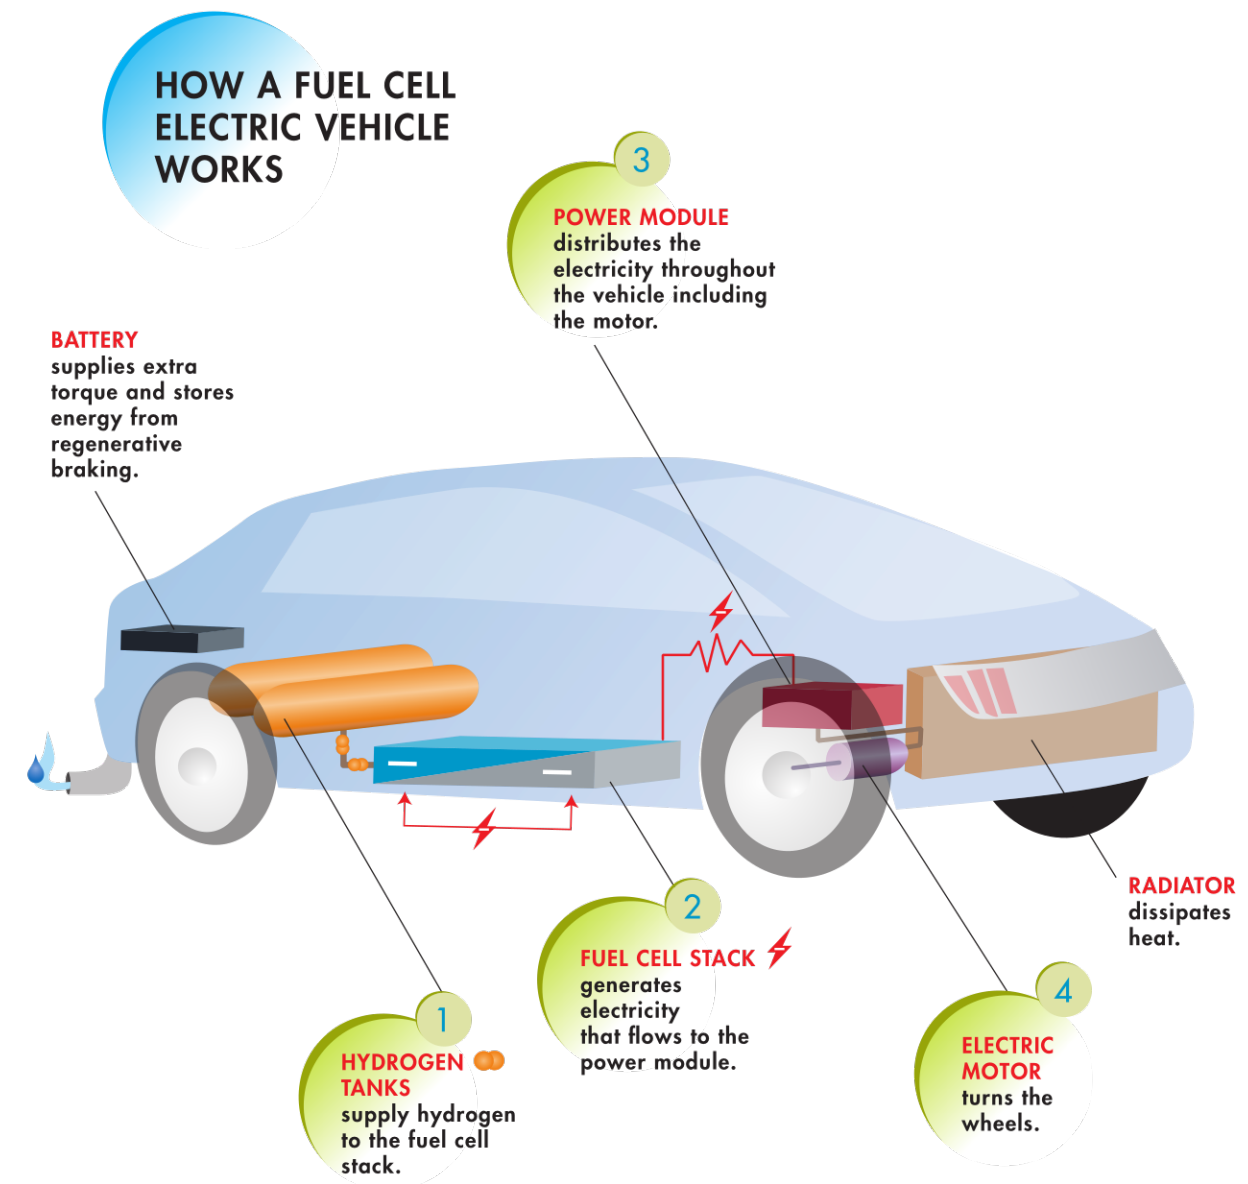 HOW A FUEL CELL
ELECTRIC VEHICLE
WORKS
3
POWER MODULE
distributes the
electricity throughout
the vehicle including
the motor.
BATTERY
supplies extra
torque and stores
energy from
regenerative
braking.
RADIATOR
dissipates
heat.
2
FUEL CELL STACK
generates
electricity
that flows to the
power module.
4
ELECTRIC
MOTOR
turns the
wheels.
1
HYDROGEN
TANKS
supply hydrogen
to the fuel cell
stack.